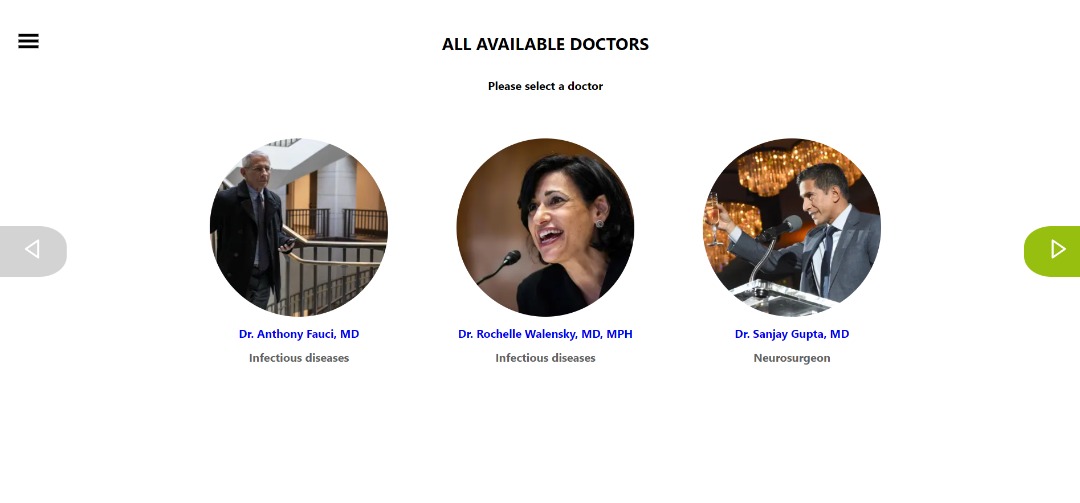 ALL AVAILABLE DOCTORS
Please select a doctor
Dr. Anthony Fauci, MD
Infectious diseases
Dr. Rochelle Walensky, MD, MPH
Infectious diseases
Dr. Sanjay Gupta, MD
Neurosurgeon